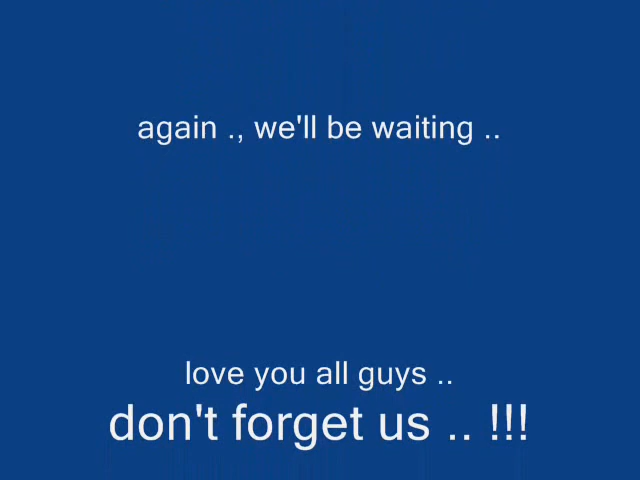 again ., we'll be waiting ..
love you all guys ..
don't forget us .. !!!